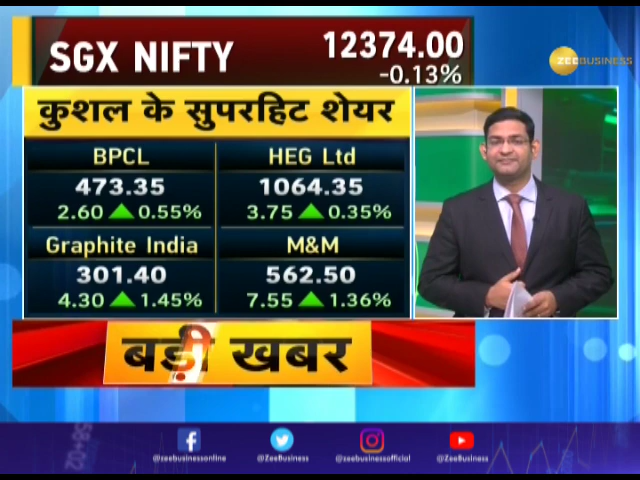 SGX NIFTY
12374.00
-0.13%
ZEEBUSINESS
कुशल के सुपरहिट शेयर
BPCL
473.35
2.60 ▲ 0.55%
HEG Ltd
1064.35
3.75 ▲ 0.35%
Graphite India
301.40
4.30 ▲ 1.45%
M&M
562.50
7.55 ▲ 1.36%
बड़ी खबर
@zeebusinessonline
@ZeeBusiness
@zeebusinessofficial
@ZeeBusiness